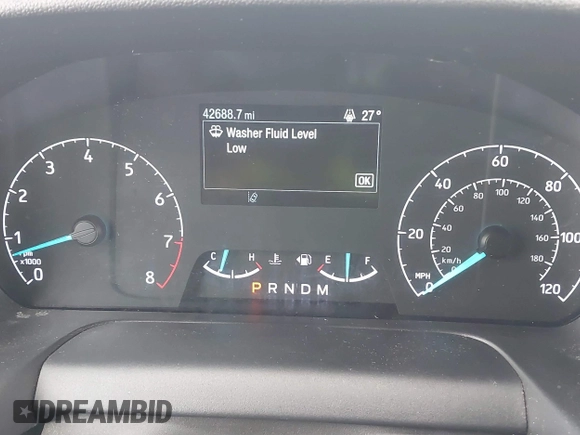 42688.7 mi 27°
Washer Fluid Level
Low
OK
0 1 2 3 4 5 6 7 8
rpm
x1000
C H E F
P R N D M
0 20 40 60 80 100 120
MPH
0 20 40 60 80 100 120 140 160 180
km/h
DREAMBID